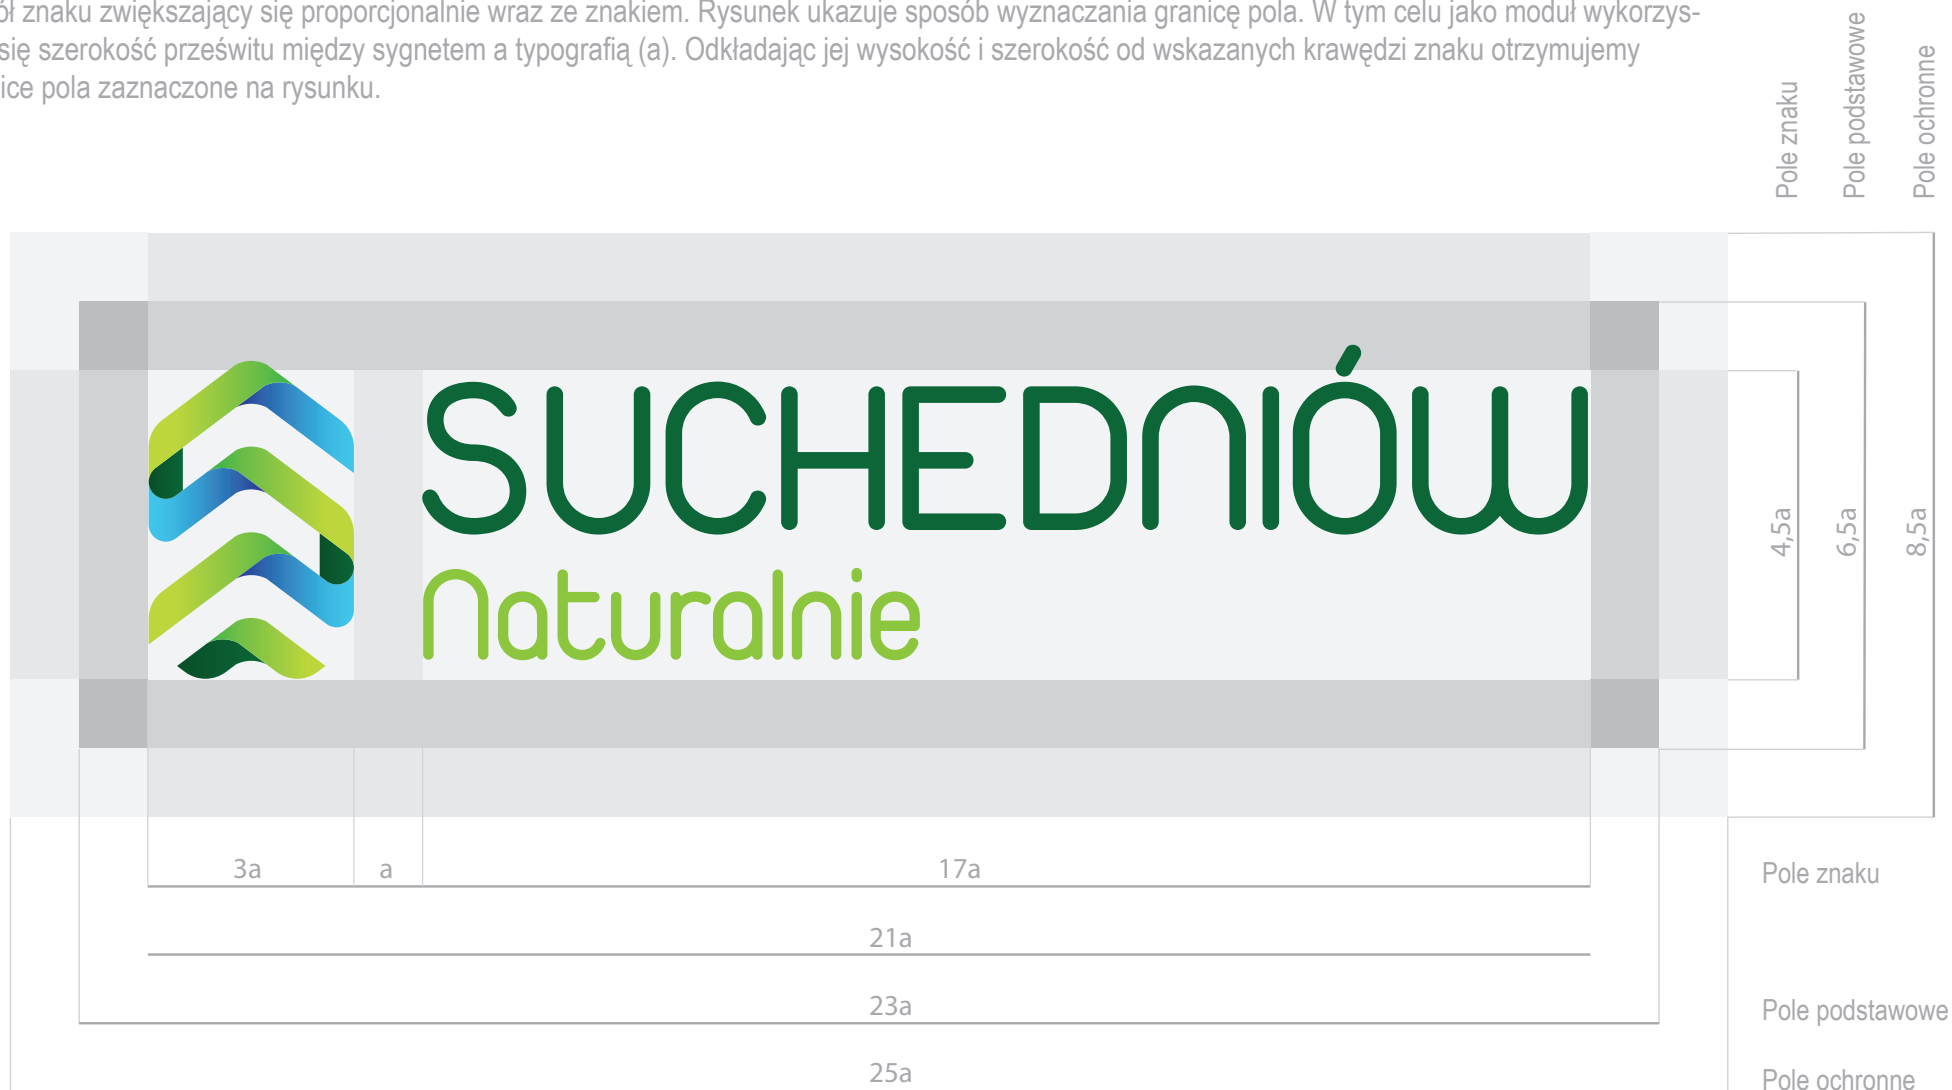 ół znaku zwiększający się proporcjonalnie wraz ze znakiem. Rysunek ukazuje sposób wyznaczania granicę pola. W tym celu jako moduł wykorzys-
się szerokość prześwitu między sygnetem a typografią (a). Odkładając jej wysokość i szerokość od wskazanych krawędzi znaku otrzymujemy
ice pola zaznaczone na rysunku.
Pole znaku
Pole podstawowe
Pole ochronne
SUCHEDNIÓW
Naturalnie
4,5a
6,5a
8,5a
3a a 17a
Pole znaku
21a
23a
Pole podstawowe
25a
Pole ochronne